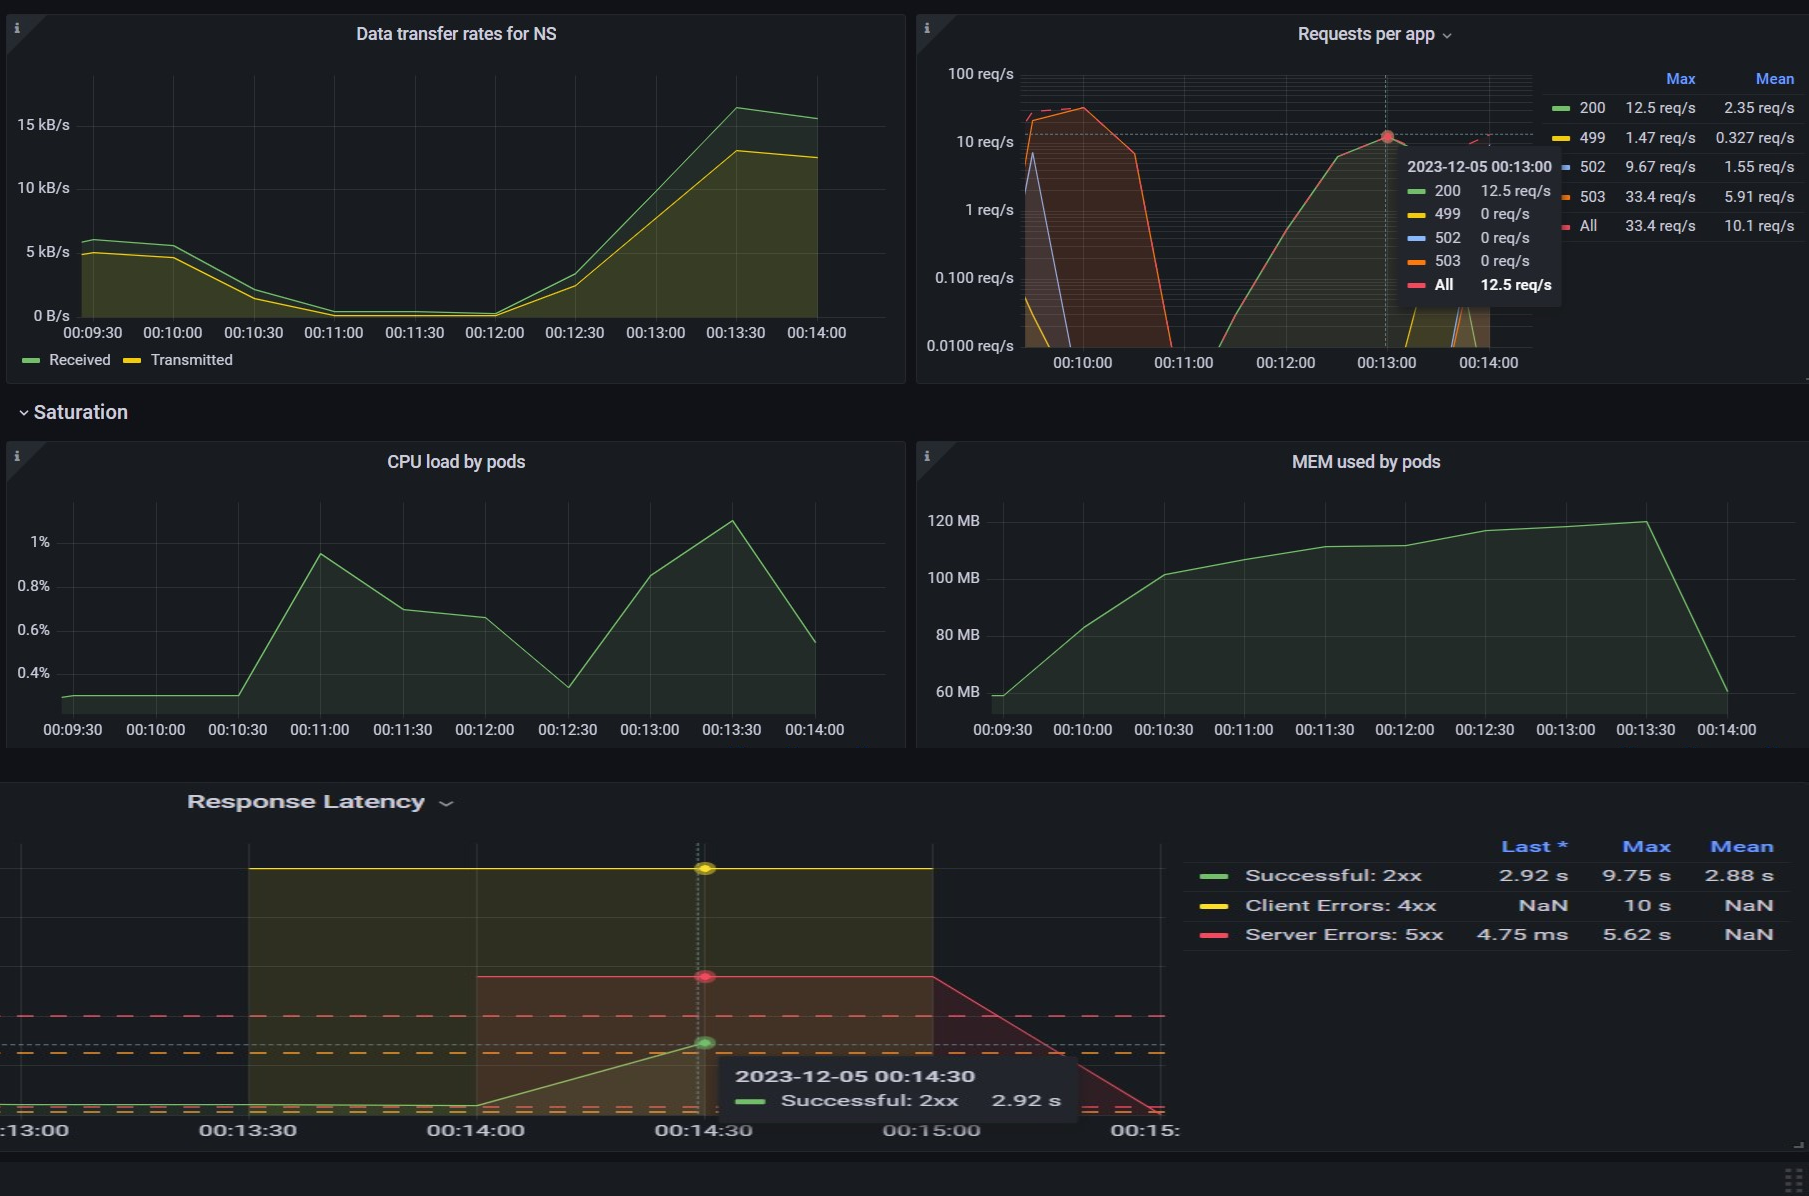 Data transfer rates for NS
15 kB/s
10 kB/s
5 kB/s
0 B/s
00:09:30 00:10:00 00:10:30 00:11:00 00:11:30 00:12:00 00:12:30 00:13:00 00:13:30 00:14:00
Received Transmitted
Requests per app
100 req/s
10 req/s
1 req/s
0.100 req/s
0.0100 req/s
00:10:00 00:11:00 00:12:00 00:13:00 00:14:00
2023-12-05 00:13:00
200 12.5 req/s
499 0 req/s
502 0 req/s
503 0 req/s
All 12.5 req/s
Max Mean
200 12.5 req/s 2.35 req/s
499 1.47 req/s 0.327 req/s
502 9.67 req/s 1.55 req/s
503 33.4 req/s 5.91 req/s
All 33.4 req/s 10.1 req/s
Saturation
CPU load by pods
1%
0.8%
0.6%
0.4%
00:09:30 00:10:00 00:10:30 00:11:00 00:11:30 00:12:00 00:12:30 00:13:00 00:13:30 00:14:00
MEM used by pods
120 MB
100 MB
80 MB
60 MB
00:09:30 00:10:00 00:10:30 00:11:00 00:11:30 00:12:00 00:12:30 00:13:00 00:13:30 00:14:00
Response Latency
2023-12-05 00:14:30
Successful: 2xx 2.92 s
:13:00 00:13:30 00:14:00 00:14:30 00:15:00 00:15:
Last * Max Mean
Successful: 2xx 2.92 s 9.75 s 2.88 s
Client Errors: 4xx NaN 10 s NaN
Server Errors: 5xx 4.75 ms 5.62 s NaN